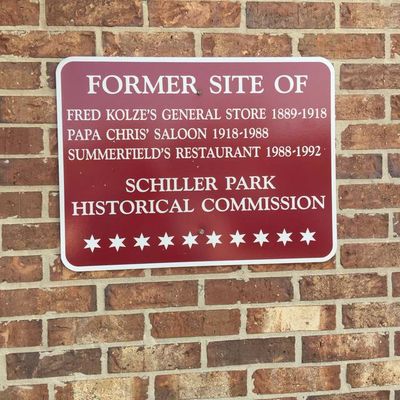 FORMER SITE OF
FRED KOLZE'S GENERAL STORE 1889-1918
PAPA CHRIS' SALOON 1918-1988
SUMMERFIELD'S RESTAURANT 1988-1992
SCHILLER PARK
HISTORICAL COMMISSION